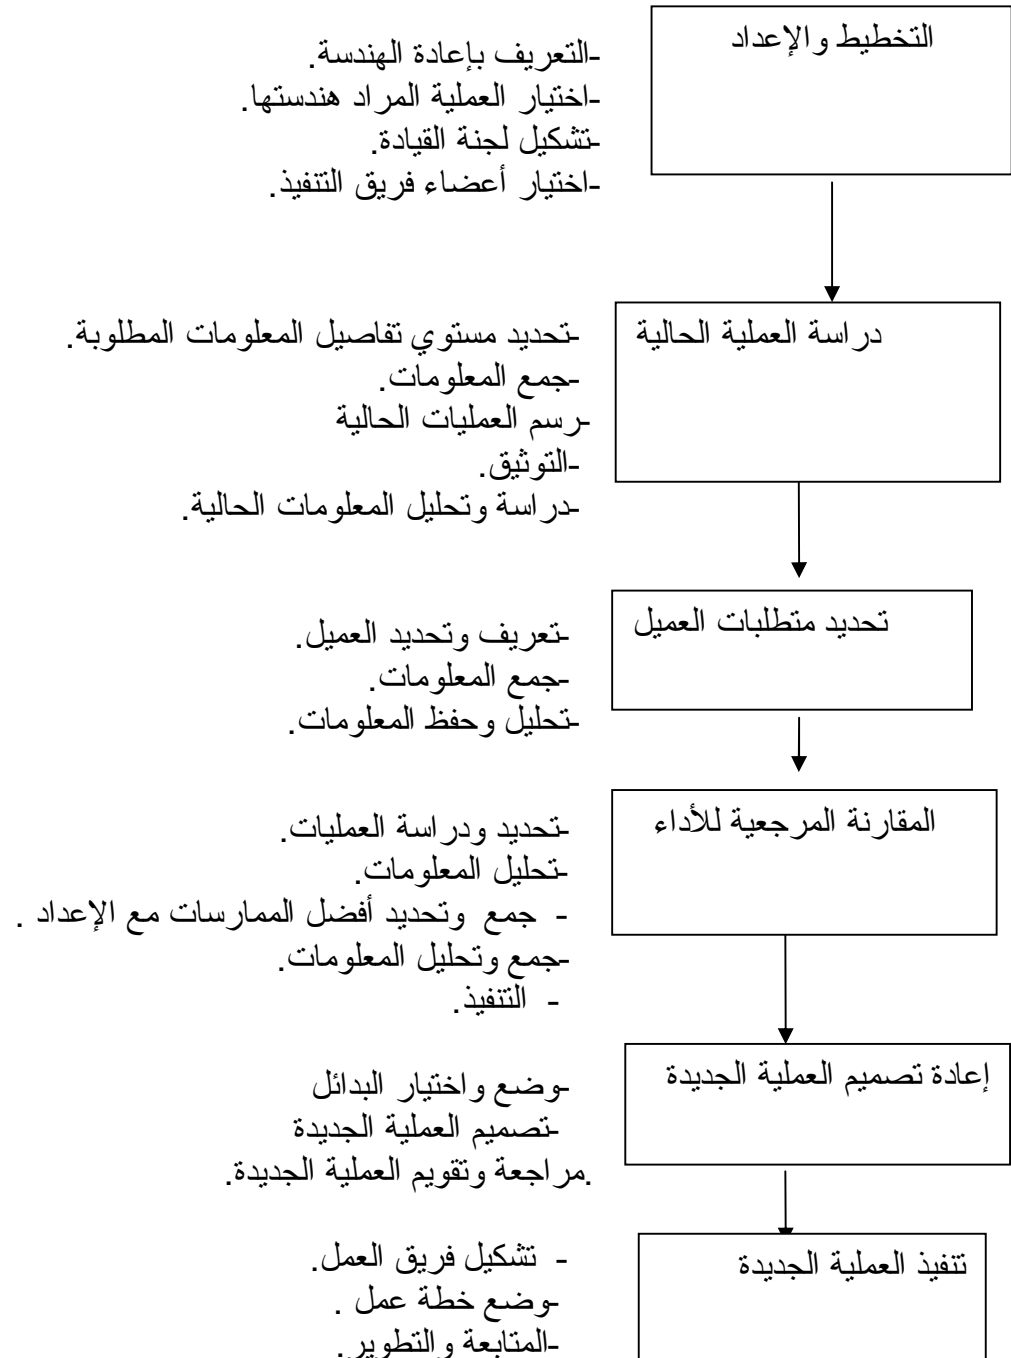 التخطيط والإعداد
-التعريف بإعادة الهندسة.
-اختيار العملية المراد هندستها.
-تشكيل لجنة القيادة.
-اختيار أعضاء فريق التنفيذ.
دراسة العملية الحالية
-تحديد مستوي تفاصيل المعلومات المطلوبة.
-جمع المعلومات.
-رسم العمليات الحالية
-التوثيق.
-دراسة وتحليل المعلومات الحالية.
تحديد متطلبات العميل
-تعريف وتحديد العميل.
-جمع المعلومات.
-تحليل وحفظ المعلومات.
المقارنة المرجعية للأداء
-تحديد ودراسة العمليات.
-تحليل المعلومات.
- جمع وتحديد أفضل الممارسات مع الإعداد .
-جمع وتحليل المعلومات.
- التنفيذ.
إعادة تصميم العملية الجديدة
-وضع واختيار البدائل
-تصميم العملية الجديدة
.مراجعة وتقويم العملية الجديدة.
تنفيذ العملية الجديدة
- تشكيل فريق العمل.
-وضع خطة عمل .
-المتابعة والتطوير.